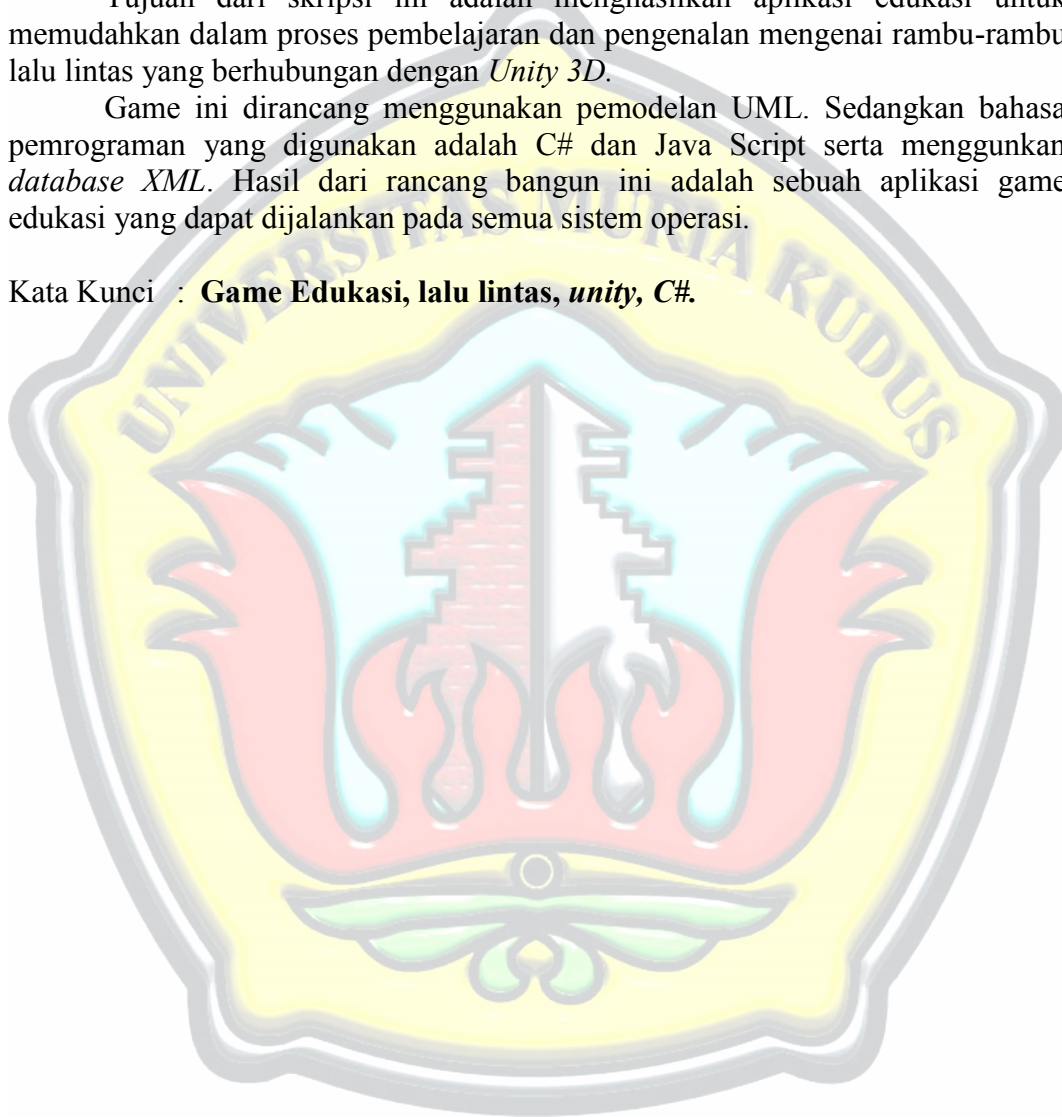 Tujuan dari skripsi ini adalah menghasilkan aplikasi edukasi untuk
memudahkan dalam proses pembelajaran dan pengenalan mengenai rambu-rambu
lalu lintas yang berhubungan dengan Unity 3D.
Game ini dirancang menggunakan pemodelan UML. Sedangkan bahasa
pemrograman yang digunakan adalah C# dan Java Script serta menggunkan
database XML. Hasil dari rancang bangun ini adalah sebuah aplikasi game
edukasi yang dapat dijalankan pada semua sistem operasi.
Kata Kunci : Game Edukasi, lalu lintas, unity, C#.
UNIVERSITAS MURIA KUDUS